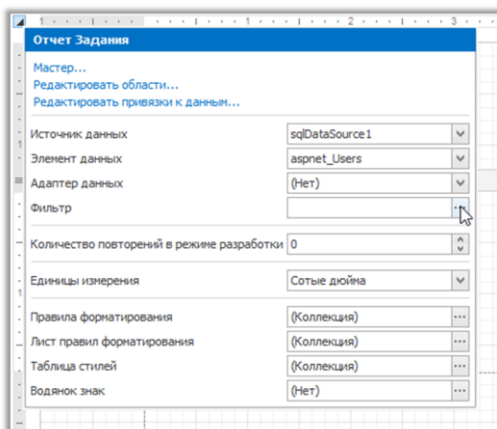 1 2 3
Отчет Задания
Мастер...
Редактировать области...
Редактировать привязки к данным...
Источник данных sqlDataSource1
Элемент данных aspnet_Users
Адаптер данных (Нет)
Фильтр ...
Количество повторений в режиме разработки 0
Единицы измерения Сотые дюйма
Правила форматирования (Коллекция) ...
Лист правил форматирования (Коллекция) ...
Таблица стилей (Коллекция) ...
Водянок знак (Нет) ...